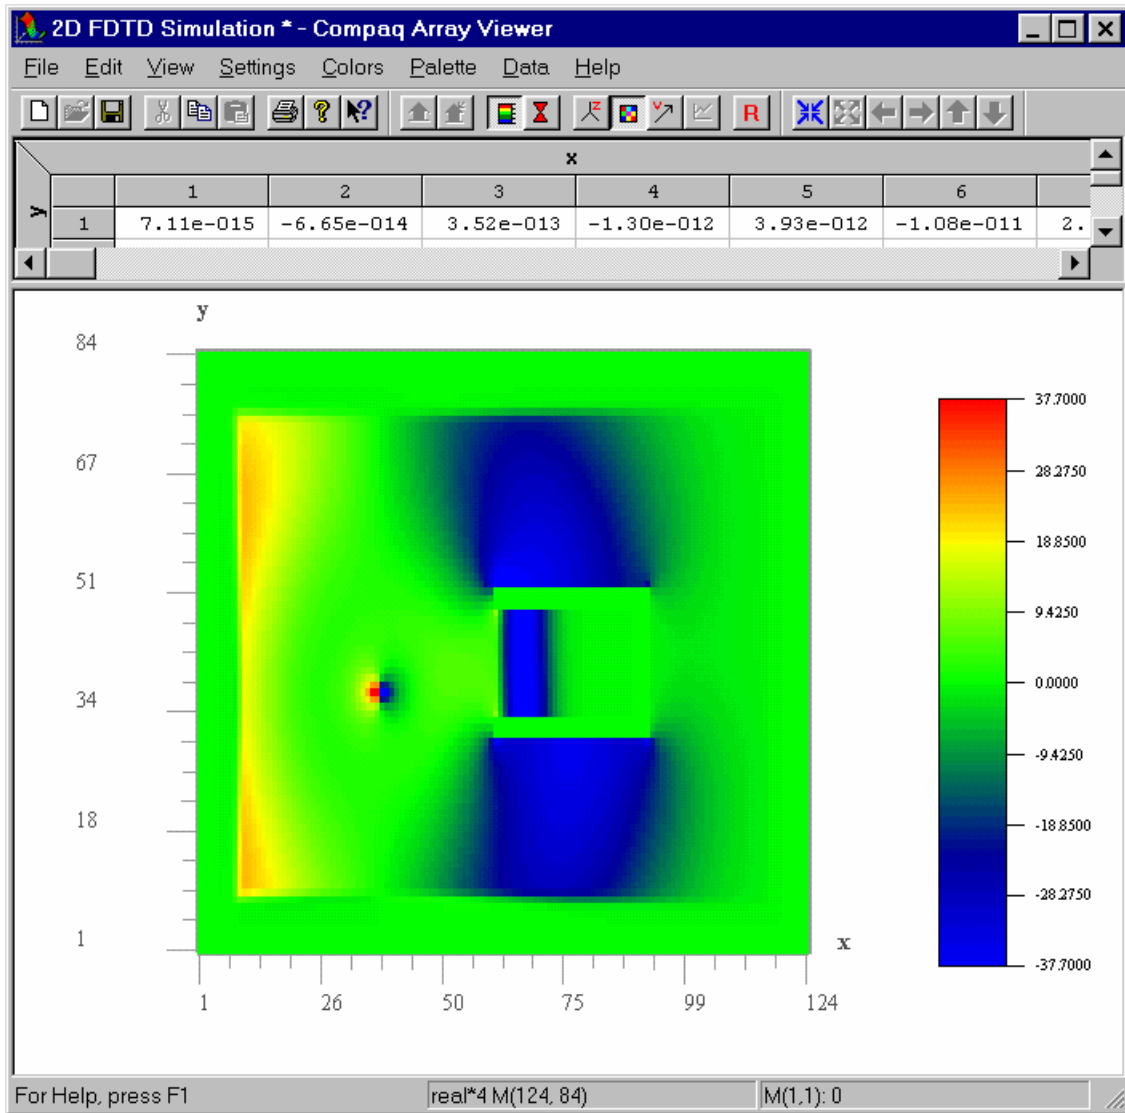 2D FDTD Simulation * - Compaq Array Viewer
File Edit View Settings Colors Palette Data Help
x
1 2 3 4 5 6
y
1 7.11e-015 -6.65e-014 3.52e-013 -1.30e-012 3.93e-012 -1.08e-011 2.
y
84
67
51
34
18
1
x
1 26 50 75 99 124
37.7000
28.2750
18.8500
9.4250
0.0000
-9.4250
-18.8500
-28.2750
-37.7000
For Help, press F1 real*4 M(124, 84) M(1,1): 0